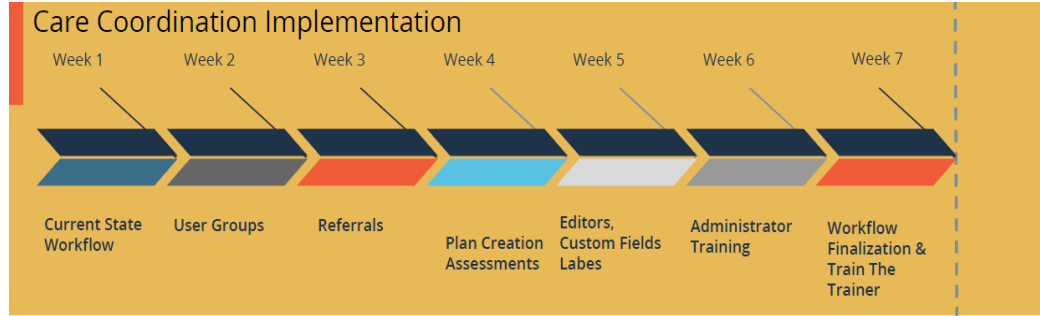 Care Coordination Implementation
Week 1
Week 2
Week 3
Week 4
Week 5
Week 6
Week 7
Current State
Workflow
User Groups
Referrals
Plan Creation
Assessments
Editors,
Custom Fields
Labes
Administrator
Training
Workflow
Finalization &
Train The
Trainer